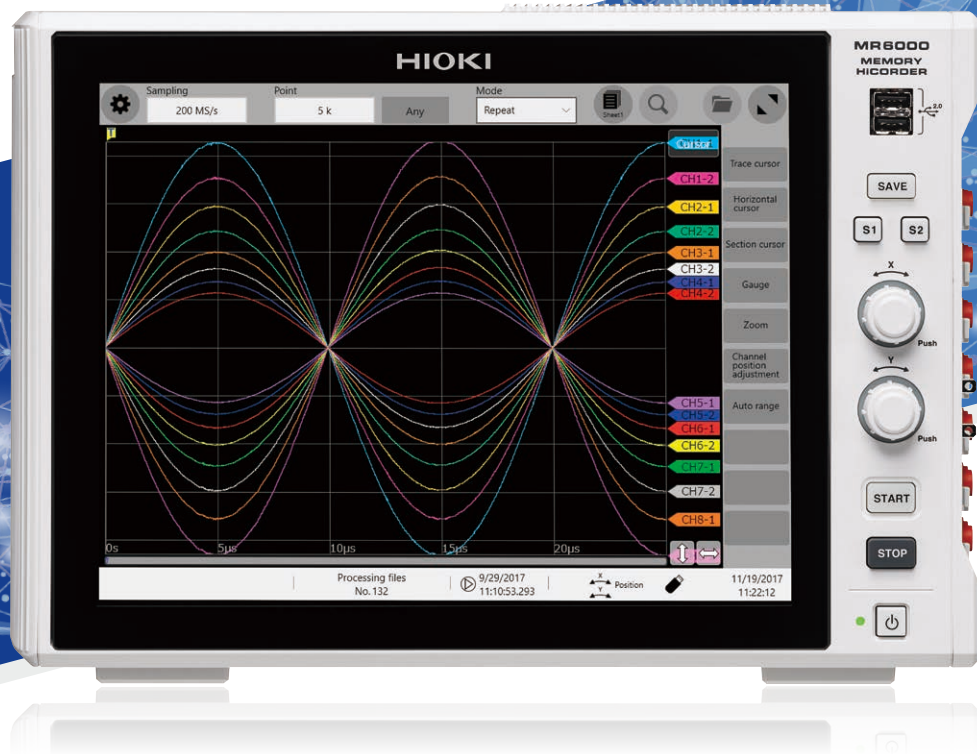 HIOKI
MR6000
MEMORY
HICORDER
2.0
Sampling
200 MS/s
Point
5 k
Any
Mode
Repeat
Sheet1
Cursor
CH1-2
CH2-1
CH2-2
CH3-1
CH3-2
CH4-1
CH4-2
CH5-1
CH5-2
CH6-1
CH6-2
CH7-1
CH7-2
CH8-1
Trace cursor
Horizontal
cursor
Section cursor
Gauge
Zoom
Channel
position
adjustment
Auto range
0s
5µs
10µs
15µs
20µs
Processing files
No. 132
9/29/2017
11:10:53.293
X
Y
Position
11/19/2017
11:22:12
SAVE
S1
S2
X
Push
Y
Push
START
STOP